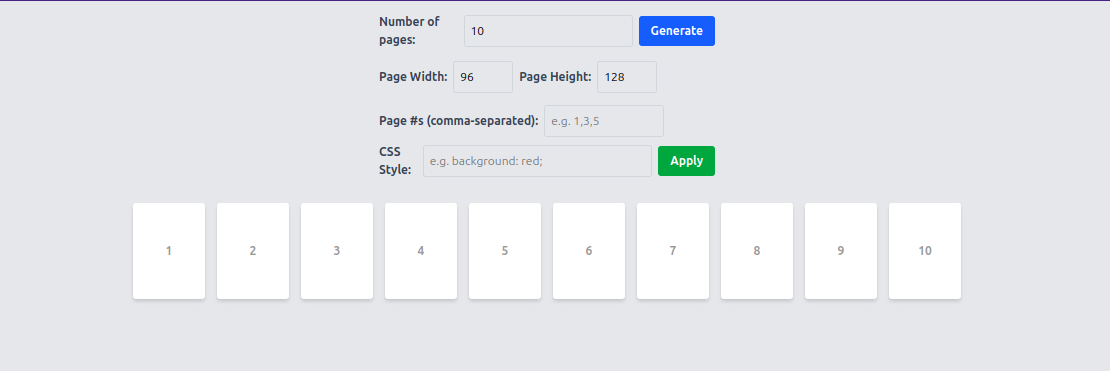 Number of
pages: 10 Generate
Page Width: 96 Page Height: 128
Page #s (comma-separated): e.g. 1,3,5
CSS
Style: e.g. background: red; Apply
1 2 3 4 5 6 7 8 9 10